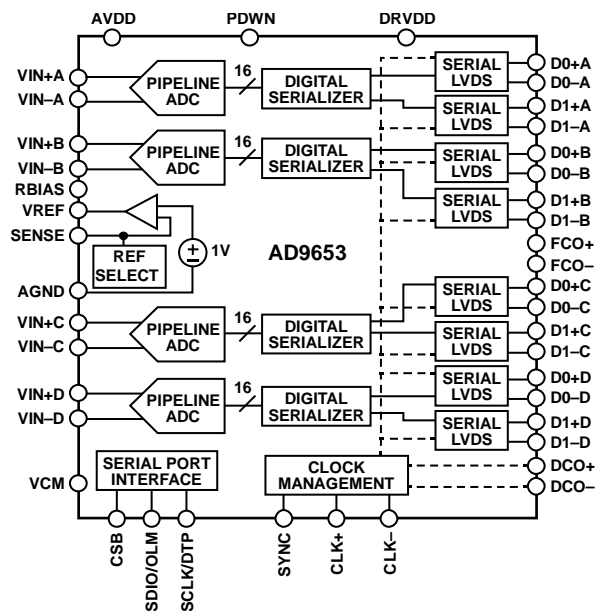 AVDD
PDWN
DRVDD
VIN+A
VIN–A
PIPELINE
ADC
16
DIGITAL
SERIALIZER
SERIAL
LVDS
D0+A
D0–A
SERIAL
LVDS
D1+A
D1–A
VIN+B
VIN–B
PIPELINE
ADC
16
DIGITAL
SERIALIZER
SERIAL
LVDS
D0+B
D0–B
SERIAL
LVDS
D1+B
D1–B
RBIAS
VREF
SENSE
REF
SELECT
1V
AGND
AD9653
FCO+
FCO–
VIN+C
VIN–C
PIPELINE
ADC
16
DIGITAL
SERIALIZER
SERIAL
LVDS
D0+C
D0–C
SERIAL
LVDS
D1+C
D1–C
VIN+D
VIN–D
PIPELINE
ADC
16
DIGITAL
SERIALIZER
SERIAL
LVDS
D0+D
D0–D
SERIAL
LVDS
D1+D
D1–D
VCM
SERIAL PORT
INTERFACE
CLOCK
MANAGEMENT
DCO+
DCO–
CSB
SDIO/OLM
SCLK/DTP
SYNC
CLK+
CLK–